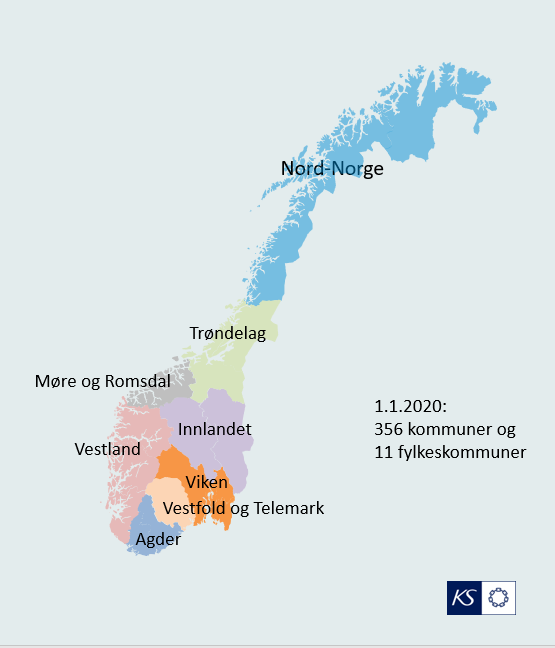 Nord-Norge
Trøndelag
Møre og Romsdal
Innlandet
Vestland
Viken
Vestfold og Telemark
Agder
1.1.2020:
356 kommuner og
11 fylkeskommuner
KS